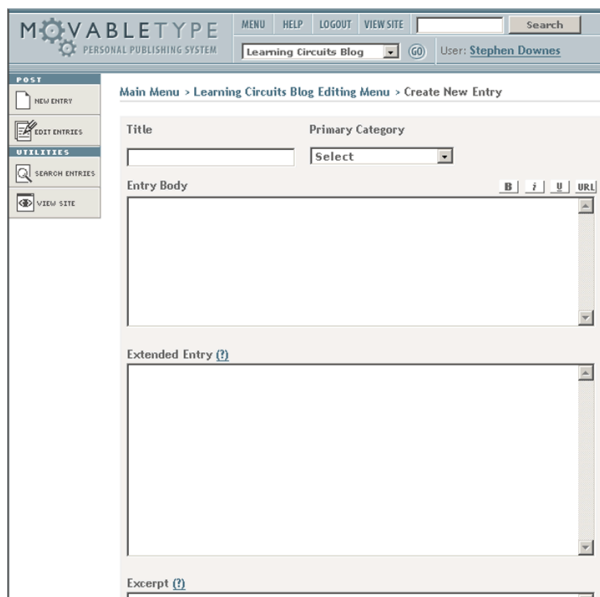 MOVABLETYPE
PERSONAL PUBLISHING SYSTEM
MENU HELP LOGOUT VIEW SITE Search
Learning Circuits Blog GO User: Stephen Downes
POST
NEW ENTRY
EDIT ENTRIES
UTILITIES
SEARCH ENTRIES
VIEW SITE
Main Menu > Learning Circuits Blog Editing Menu > Create New Entry
Title Primary Category
Select
Entry Body B i U URL
Extended Entry (?)
Excerpt (?)